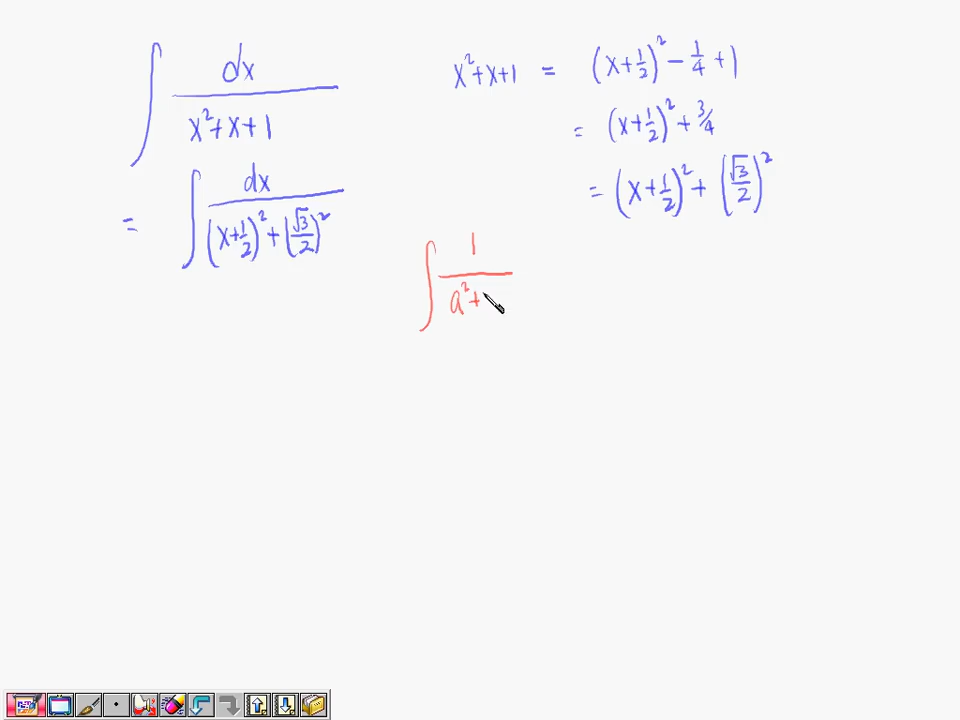 ∫ dx / (x²+x+1)
x²+x+1 = (x+1/2)² − 1/4 + 1
= (x+1/2)² + 3/4
= (x+1/2)² + (√3/2)²
= ∫ dx / ((x+1/2)² + (√3/2)²)
∫ 1 / (a²+